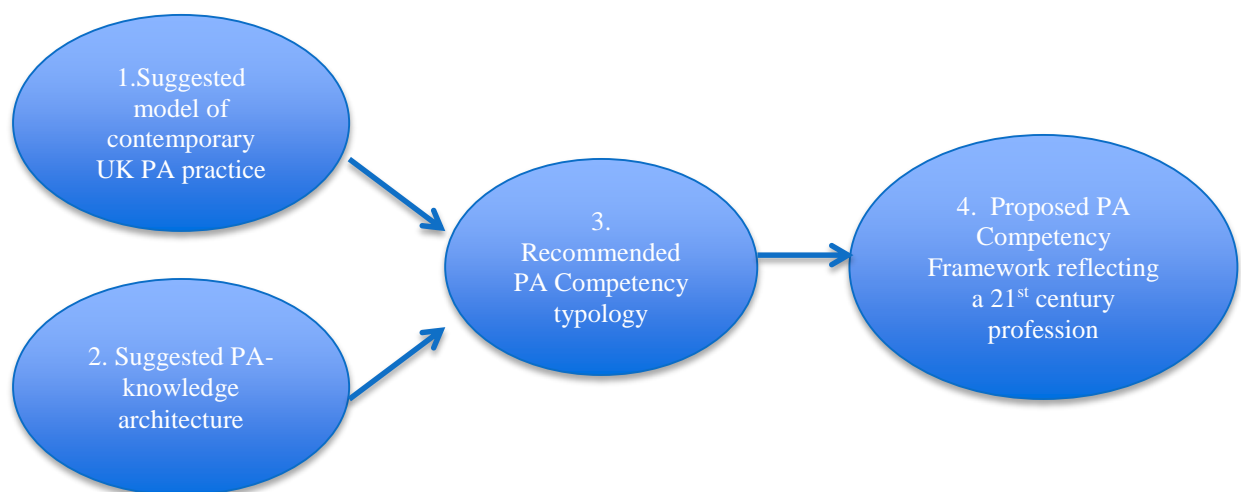 1.Suggested
model of
contemporary
UK PA practice
2. Suggested PA-
knowledge
architecture
3.
Recommended
PA Competency
typology
4. Proposed PA
Competency
Framework reflecting
a 21st century
profession